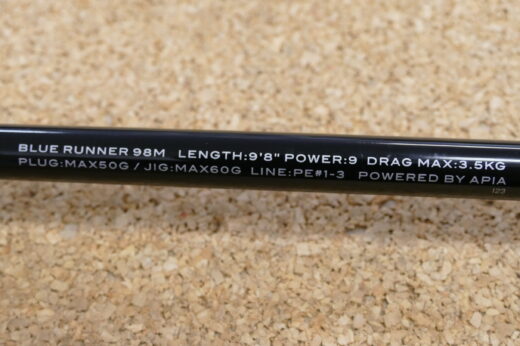 BLUE RUNNER 98M LENGTH:9'8" POWER:9 DRAG MAX:3.5KG
PLUG:MAX50G / JIG:MAX60G LINE:PE#1-3 POWERED BY APIA
123